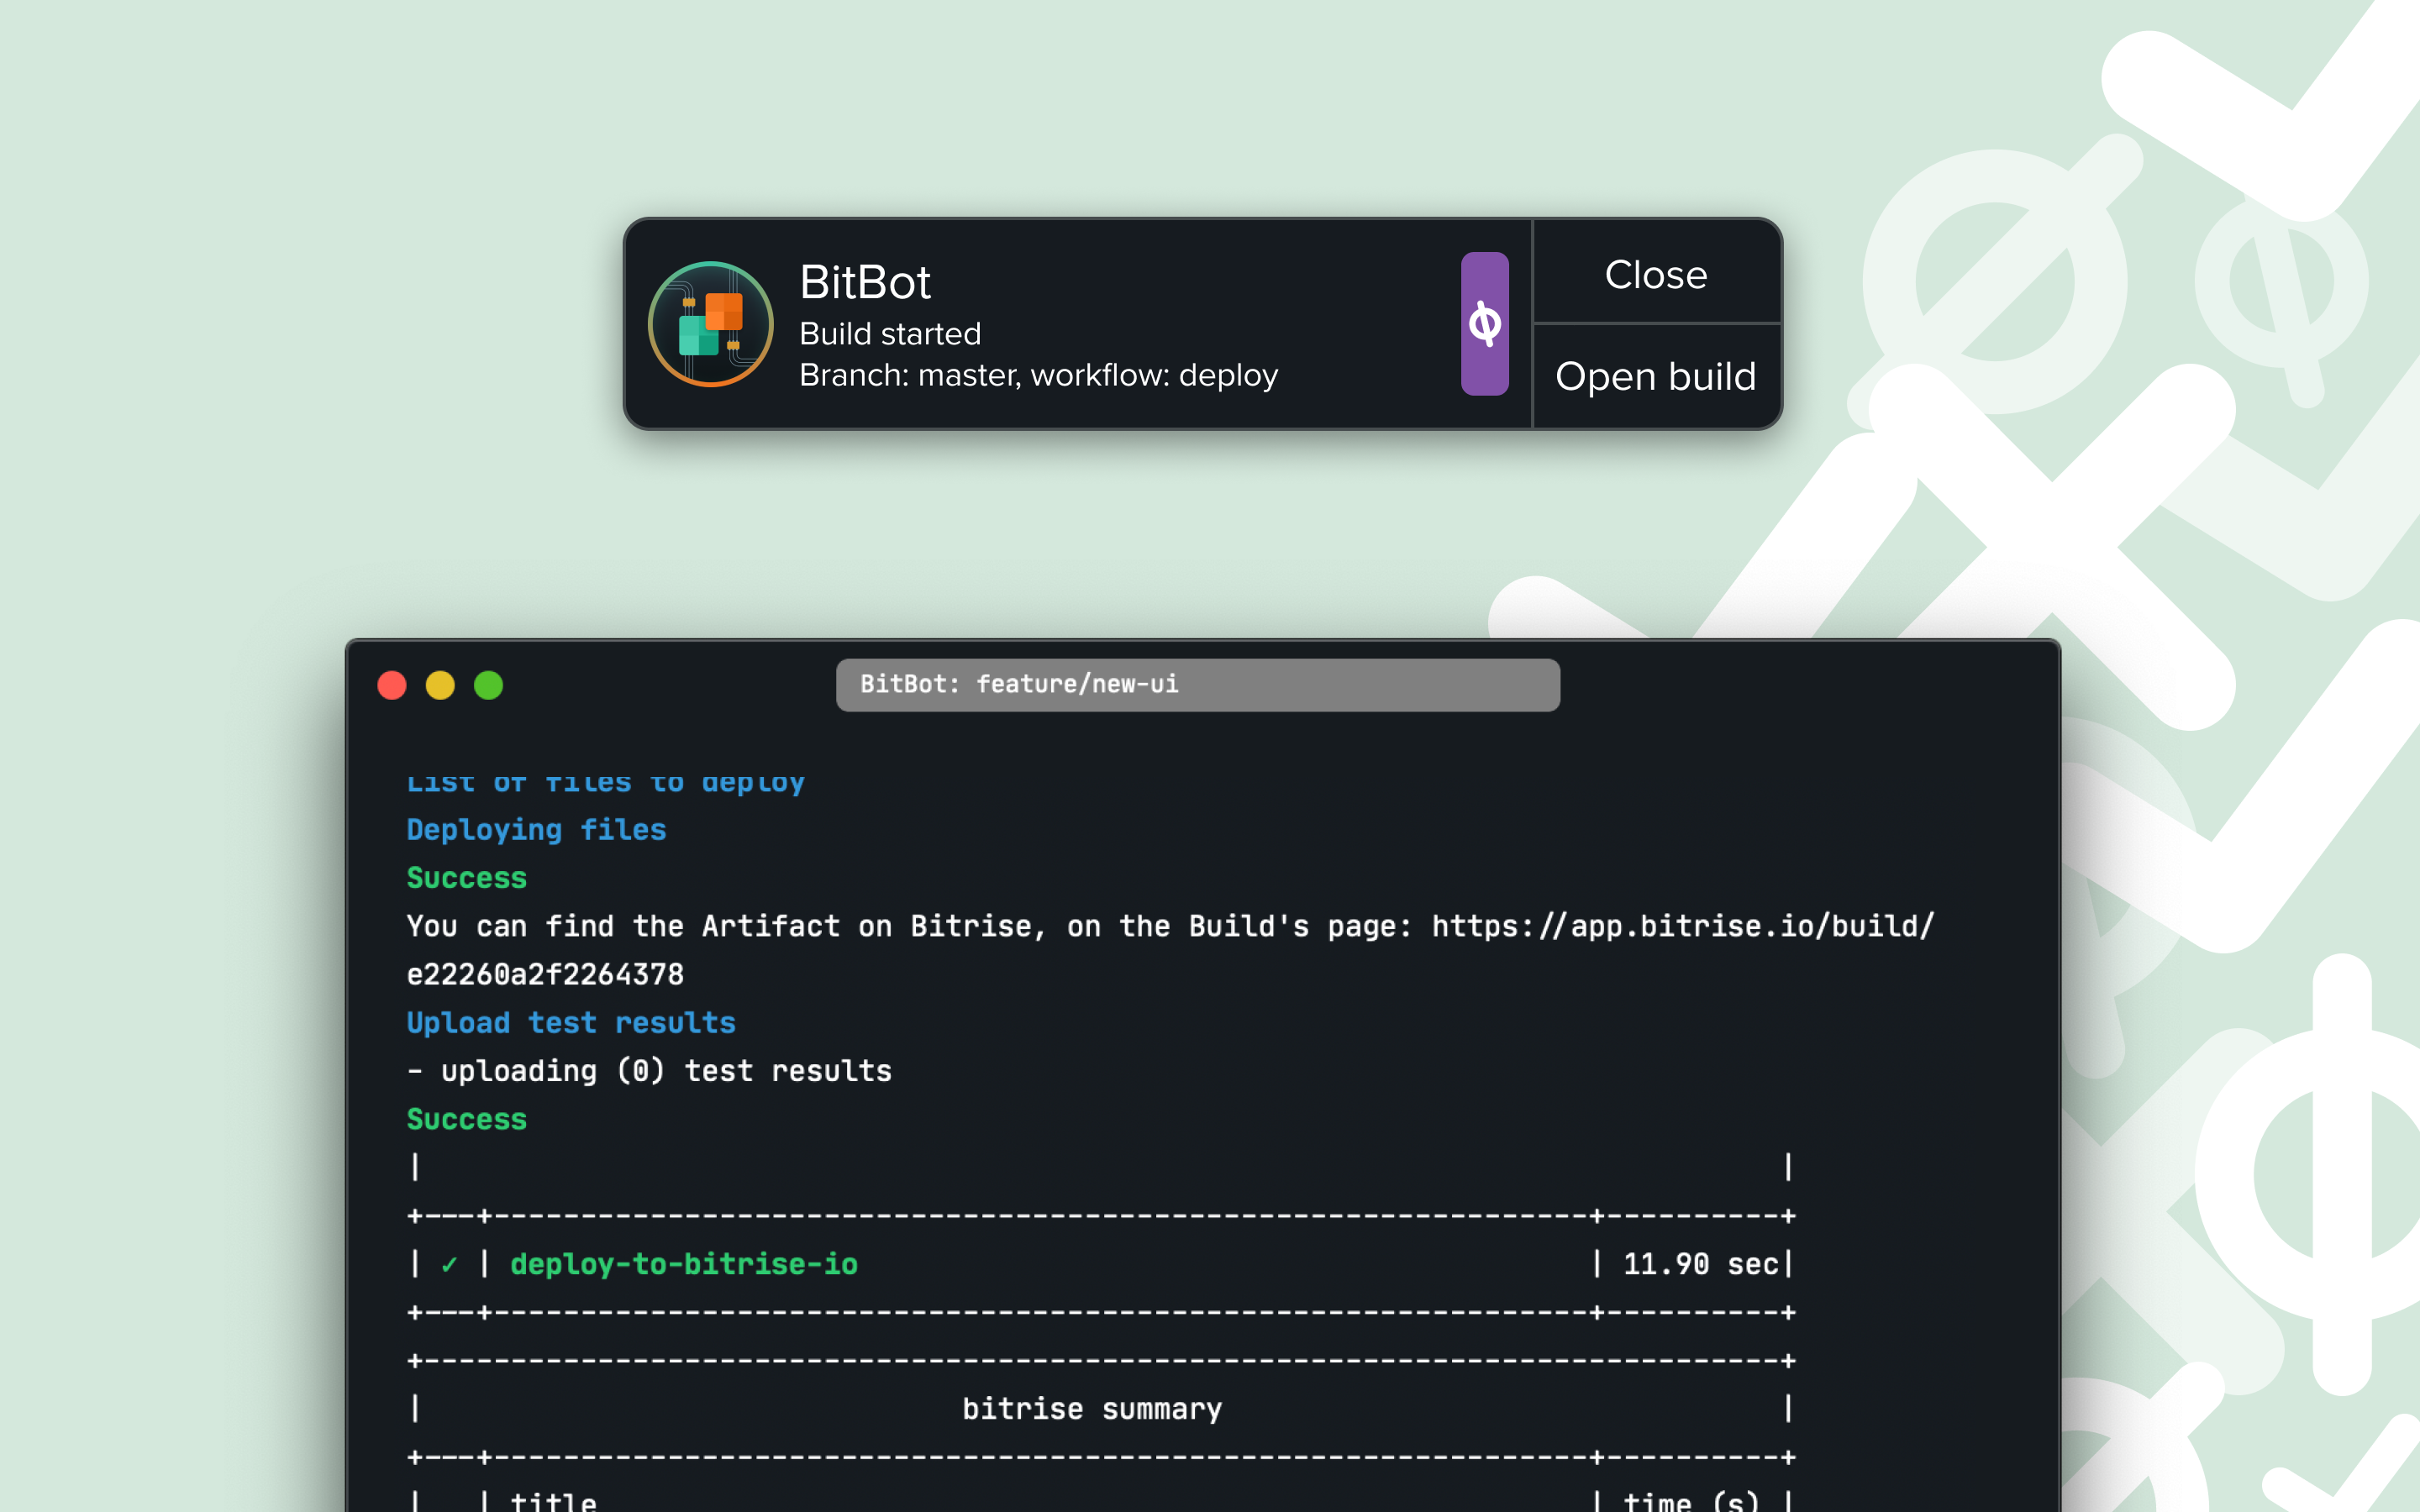 BitBot
Build started
Branch: master, workflow: deploy
Close
Open build
BitBot: feature/new-ui
List of files to deploy
Deploying files
Success
You can find the Artifact on Bitrise, on the Build's page: https://app.bitrise.io/build/
e22260a2f2264378
Upload test results
- uploading (0) test results
Success
|                                                                               |
+---+---------------------------------------------------------------+----------+
| ✓ | deploy-to-bitrise-io                                          | 11.90 sec|
+---+---------------------------------------------------------------+----------+
+------------------------------------------------------------------------------+
|                               bitrise summary                                |
+---+---------------------------------------------------------------+----------+
|   | title                                                         | time (s) |